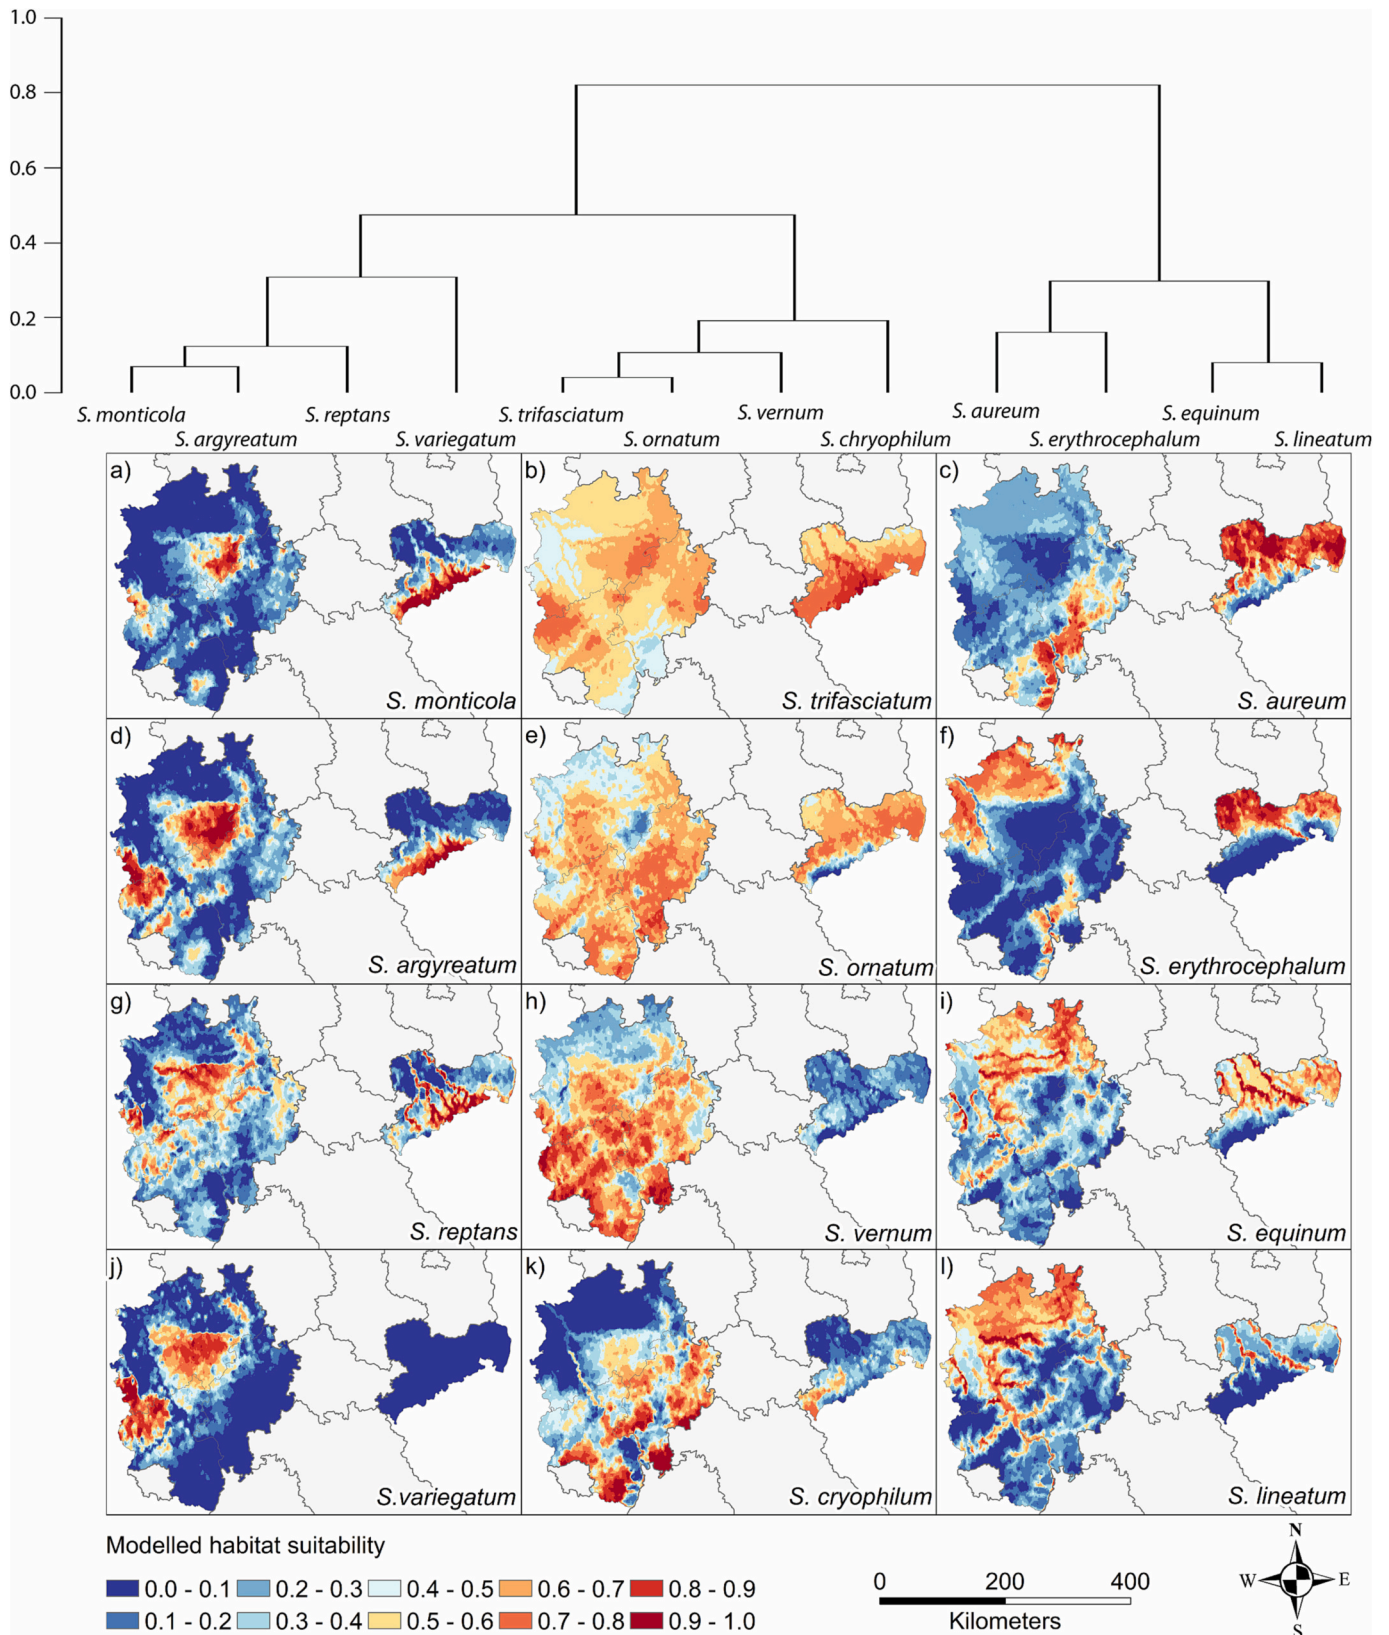 1.0
0.8
0.6
0.4
0.2
0.0
S. monticola S. reptans S. trifasciatum S. vernum S. aureum S. equinum
S. argyreatum S. variegatum S. ornatum S. chryophilum S. erythrocephalum S. lineatum
a) b) c)
S. monticola S. trifasciatum S. aureum
d) e) f)
S. argyreatum S. ornatum S. erythrocephalum
g) h) i)
S. reptans S. vernum S. equinum
j) k) l)
S.variegatum S. cryophilum S. lineatum
Modelled habitat suitability
0.0 - 0.1 0.2 - 0.3 0.4 - 0.5 0.6 - 0.7 0.8 - 0.9
0.1 - 0.2 0.3 - 0.4 0.5 - 0.6 0.7 - 0.8 0.9 - 1.0
0 200 400
Kilometers
N
W E
S